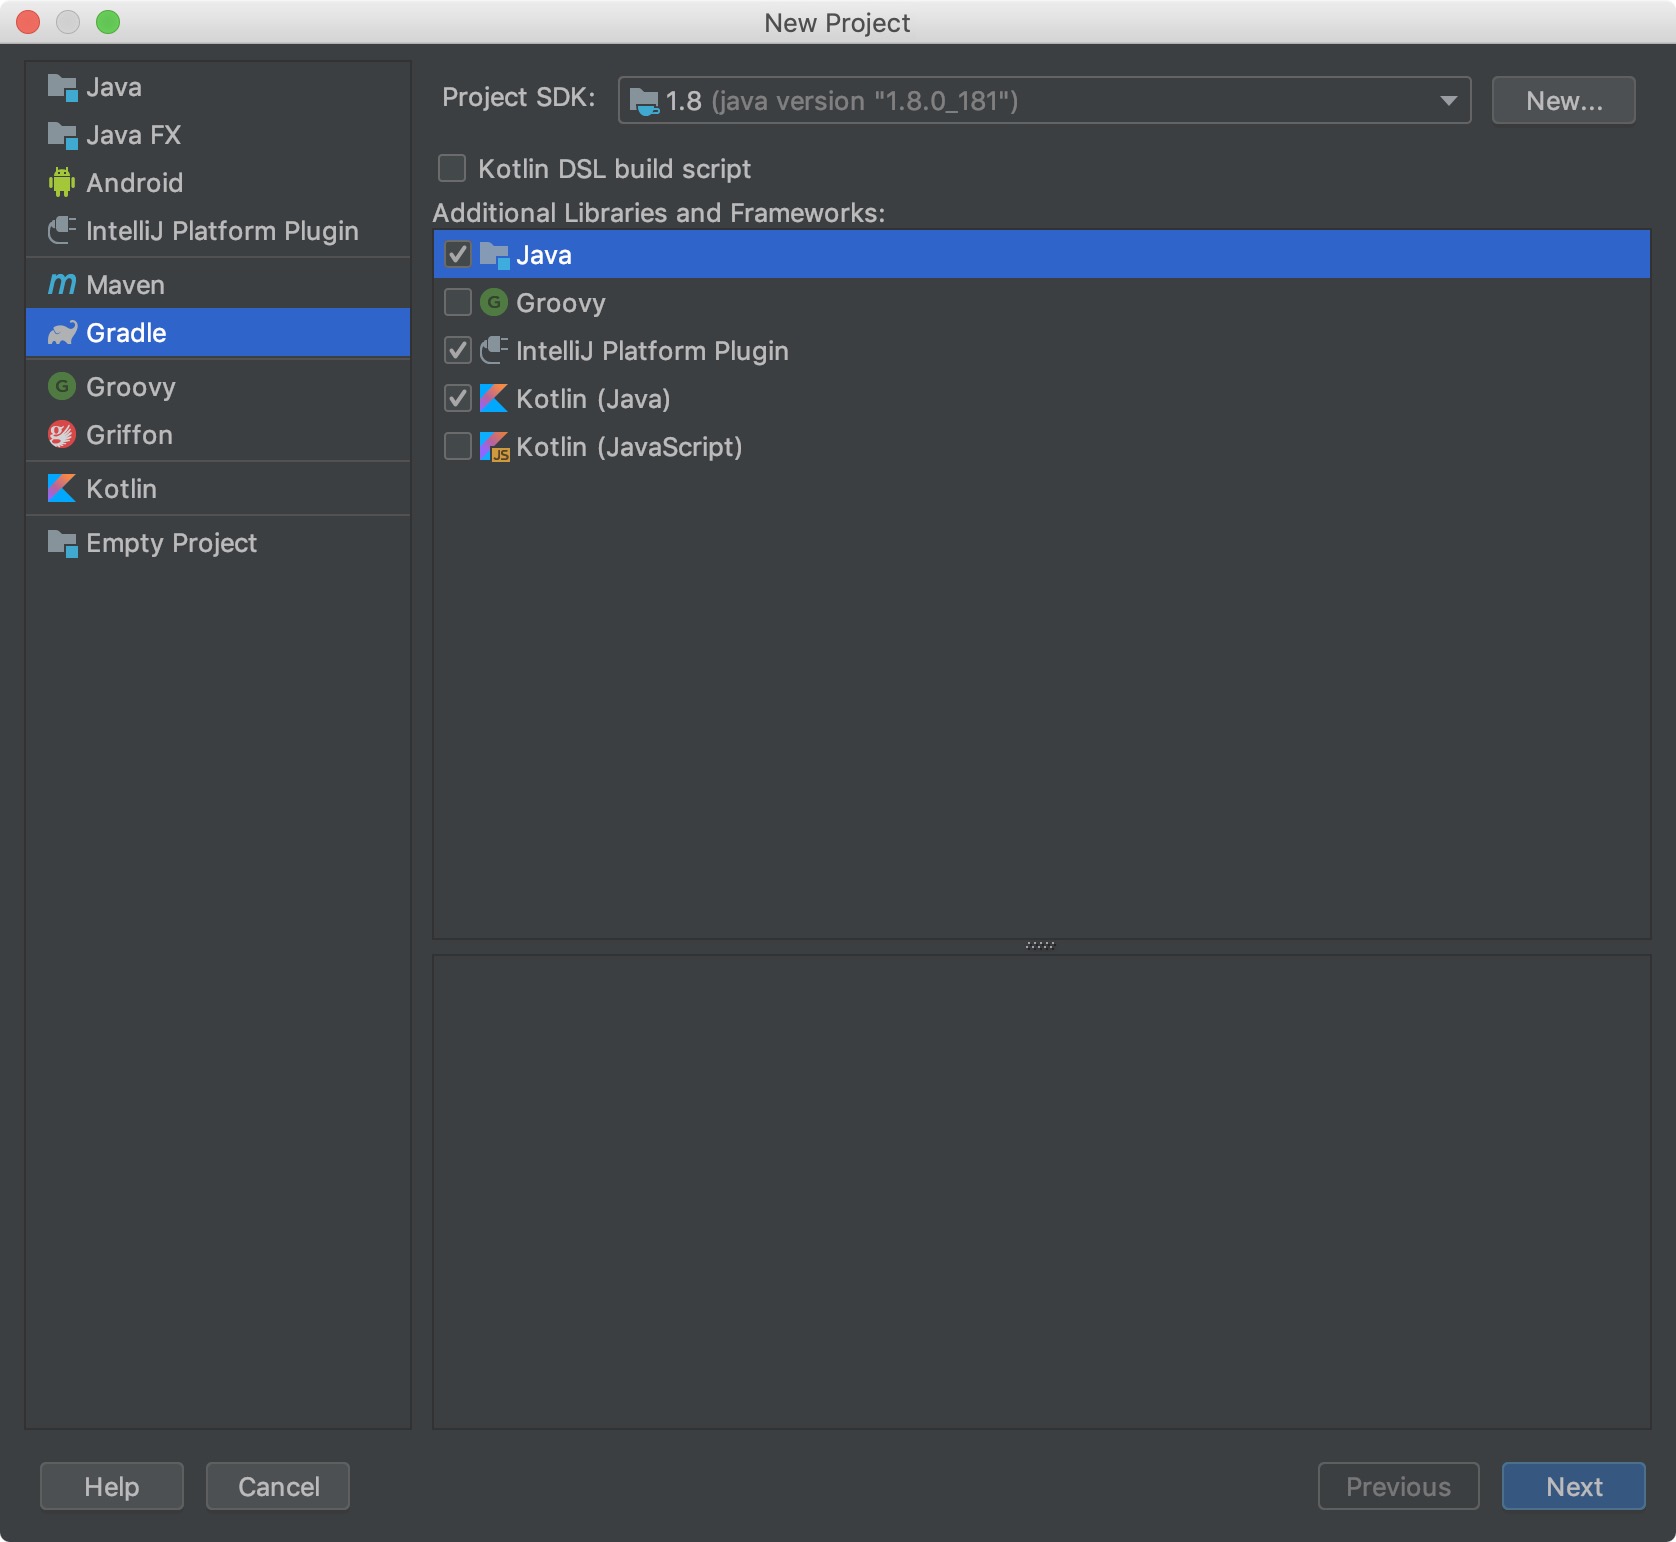 New Project
Java
Java FX
Android
IntelliJ Platform Plugin
m Maven
Gradle
G Groovy
g Griffon
Kotlin
Empty Project
Project SDK: 1.8 (java version "1.8.0_181") New...
Kotlin DSL build script
Additional Libraries and Frameworks:
Java
G Groovy
IntelliJ Platform Plugin
Kotlin (Java)
JS Kotlin (JavaScript)
Help Cancel Previous Next